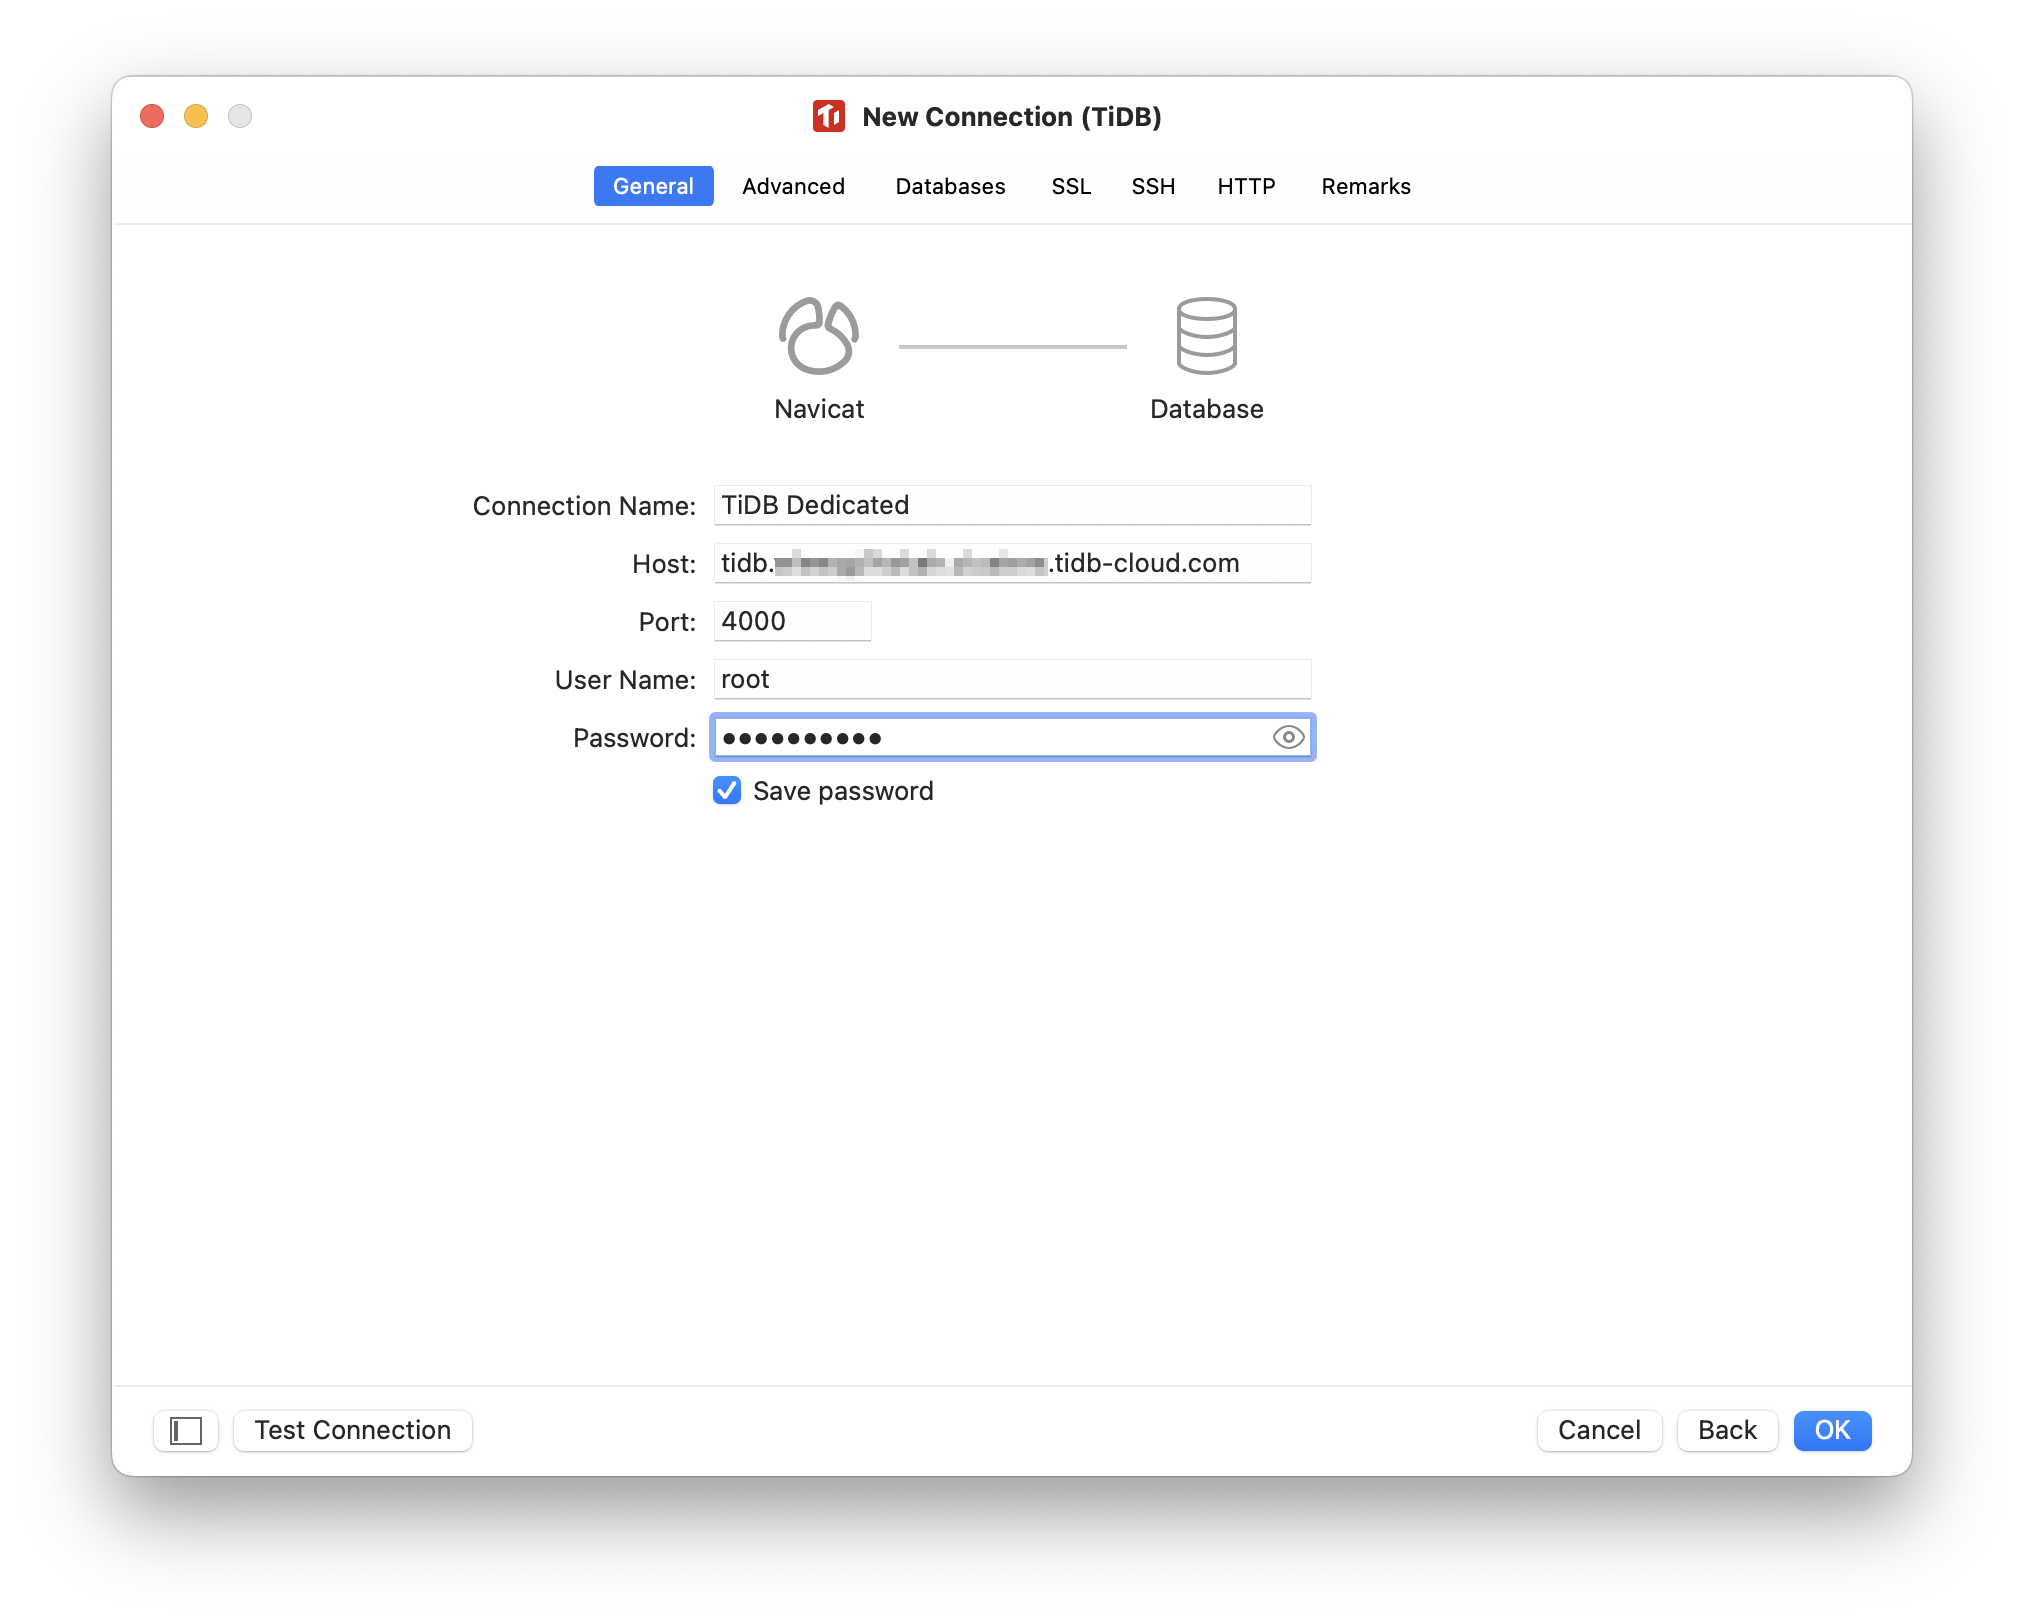 New Connection (TiDB)
General Advanced Databases SSL SSH HTTP Remarks
Navicat Database
Connection Name: TiDB Dedicated
Host: tidb. .tidb-cloud.com
Port: 4000
User Name: root
Password: ••••••••••
Save password
Test Connection Cancel Back OK